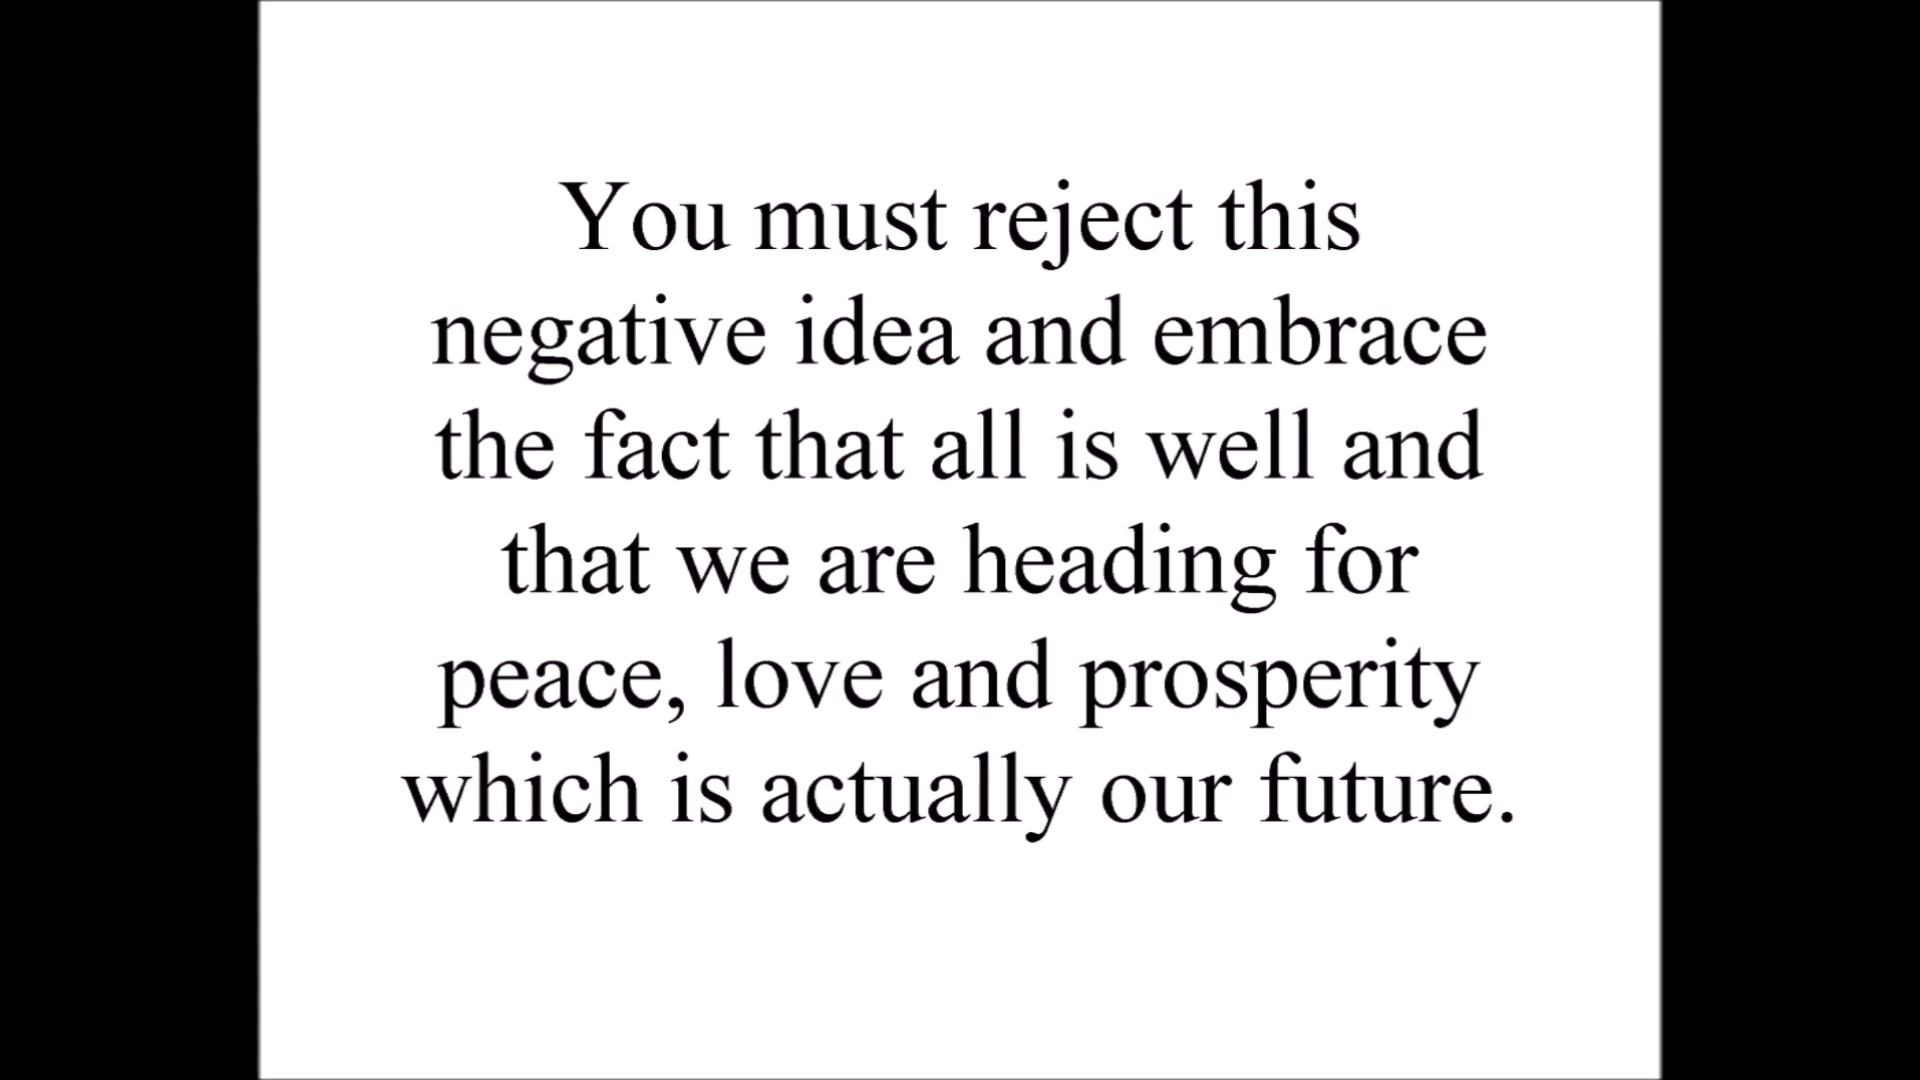 You must reject this
negative idea and embrace
the fact that all is well and
that we are heading for
peace, love and prosperity
which is actually our future.